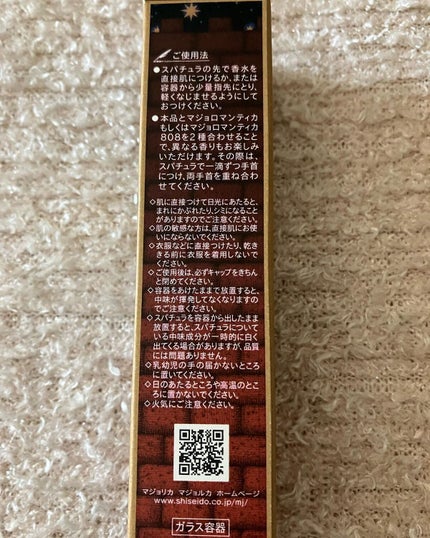 ご使用法
●スパチュラの先で香水を
直接肌につけるか、または
容器から少量指先にとり、
軽くなじませるようにして
おつけください。
●本品とマジョロマンティカ
もしくはマジョロマンティカ
808を2種合わせること
で、異なる香りもお楽しみ
いただけます。その際は、
スパチュラで一滴ずつ手首
につけ、両手首を重ね合わ
せてください。
◇肌に直接つけて日光にあたると、
まれにかぶれたり、シミになること
がありますのでご注意ください。
◇肌の敏感な方は、直接肌にお使
いにならないでください。
◇衣服などに直接つけたり、乾き
きる前に衣服を着用しないでく
ださい。
◇ご使用後は、必ずキャップをきちん
と閉めてください。
◇容器をあけたままで放置すると、
中味が揮発してなくなりますの
でご注意ください。
◇スパチュラを容器から出したまま
放置すると、スパチュラについて
いる中味成分が一時的に白く
出てくる場合がありますが、品質
には問題ありません。
◇乳幼児の手の届かないところ
に置いてください。
◇日のあたるところや高温のとこ
ろに置かないでください。
◇火気にご注意ください。
マジョリカ マジョルカ ホームページ
www.shiseido.co.jp/mj/
ガラス容器